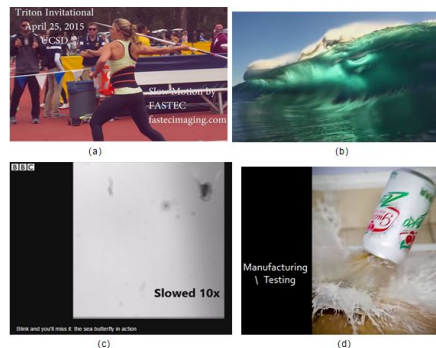 Triton Invitational
April 25, 2015
UCSD
Slow Motion by
FASTEC
fastecimaging.com
(a)
(b)
BBC
Slowed 10x
Blink and you'll miss it: the sea butterfly in action
(c)
Manufacturing
\ Testing
(d)